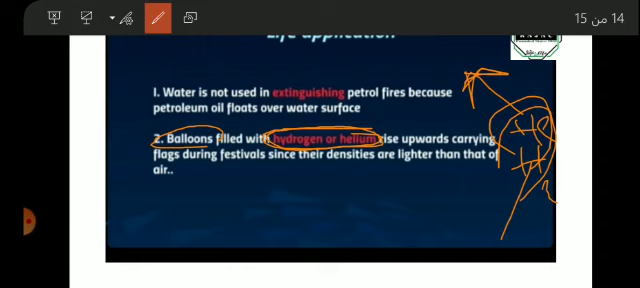 14 من 15
Life application
1. Water is not used in extinguishing petrol fires because
petroleum oil floats over water surface
2. Balloons filled with hydrogen or helium rise upwards carrying
flags during festivals since their densities are lighter than that of
air..
He
H2